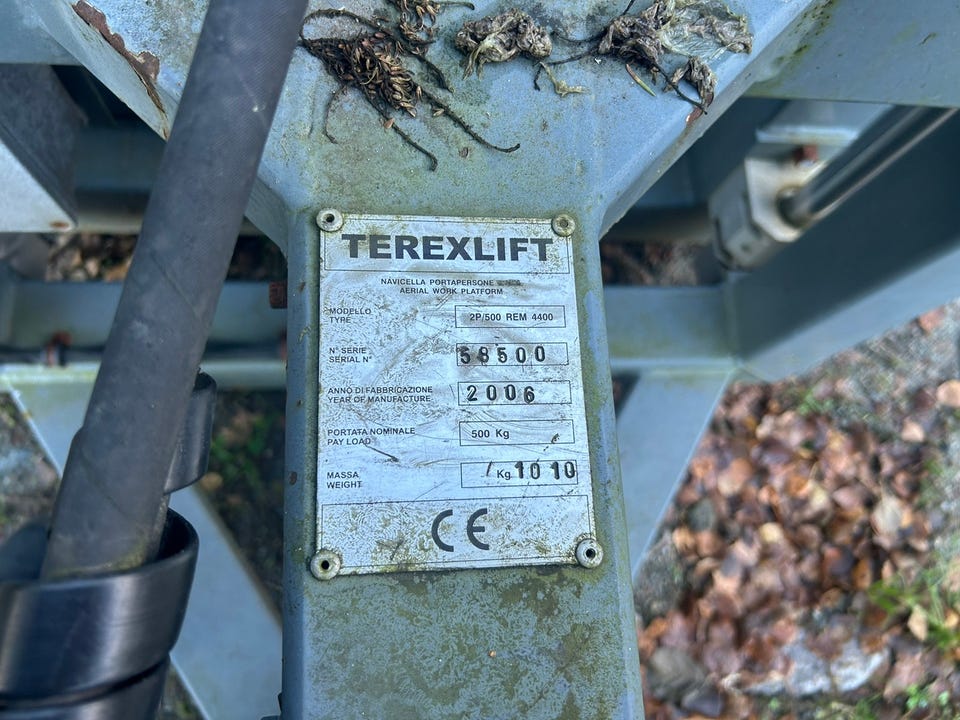 TEREXLIFT
NAVICELLA PORTAPERSONE
AERIAL WORK PLATFORM
MODELLO
TYPE
2P/500 REM 4400
N° SERIE
SERIAL N°
58500
ANNO DI FABBRICAZIONE
YEAR OF MANUFACTURE
2006
PORTATA NOMINALE
PAY LOAD
500 Kg
MASSA
WEIGHT
Kg 1010
CE